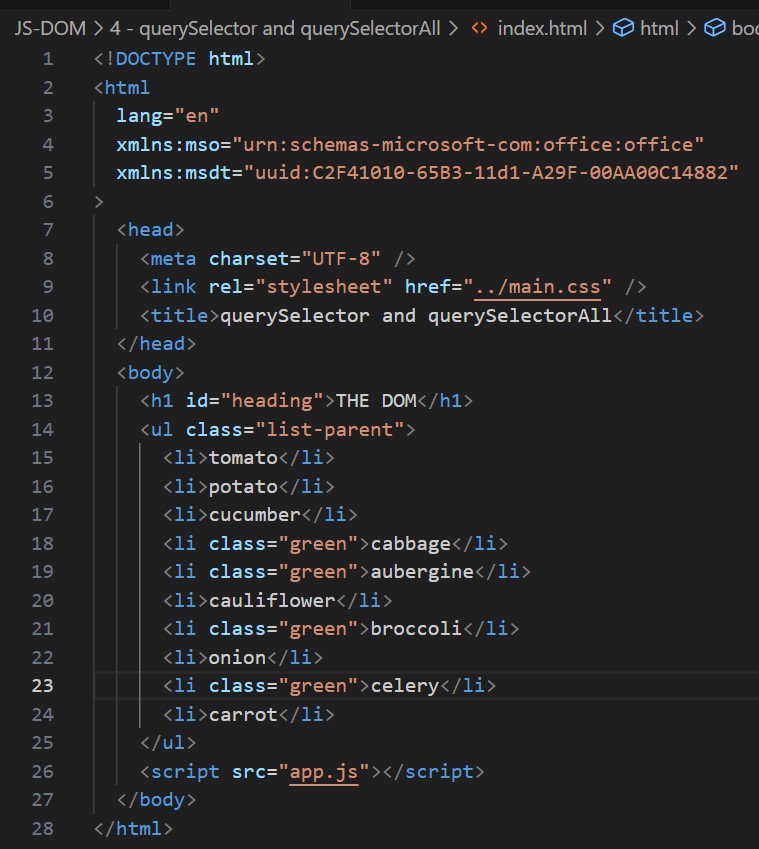 JS-DOM > 4 - querySelector and querySelectorAll > <> index.html > html > boo
1 <!DOCTYPE html>
2 <html
3   lang="en"
4   xmlns:mso="urn:schemas-microsoft-com:office:office"
5   xmlns:msdt="uuid:C2F41010-65B3-11d1-A29F-00AA00C14882"
6 >
7   <head>
8     <meta charset="UTF-8" />
9     <link rel="stylesheet" href="../main.css" />
10     <title>querySelector and querySelectorAll</title>
11   </head>
12   <body>
13     <h1 id="heading">THE DOM</h1>
14     <ul class="list-parent">
15       <li>tomato</li>
16       <li>potato</li>
17       <li>cucumber</li>
18       <li class="green">cabbage</li>
19       <li class="green">aubergine</li>
20       <li>cauliflower</li>
21       <li class="green">broccoli</li>
22       <li>onion</li>
23       <li class="green">celery</li>
24       <li>carrot</li>
25     </ul>
26     <script src="app.js"></script>
27   </body>
28 </html>